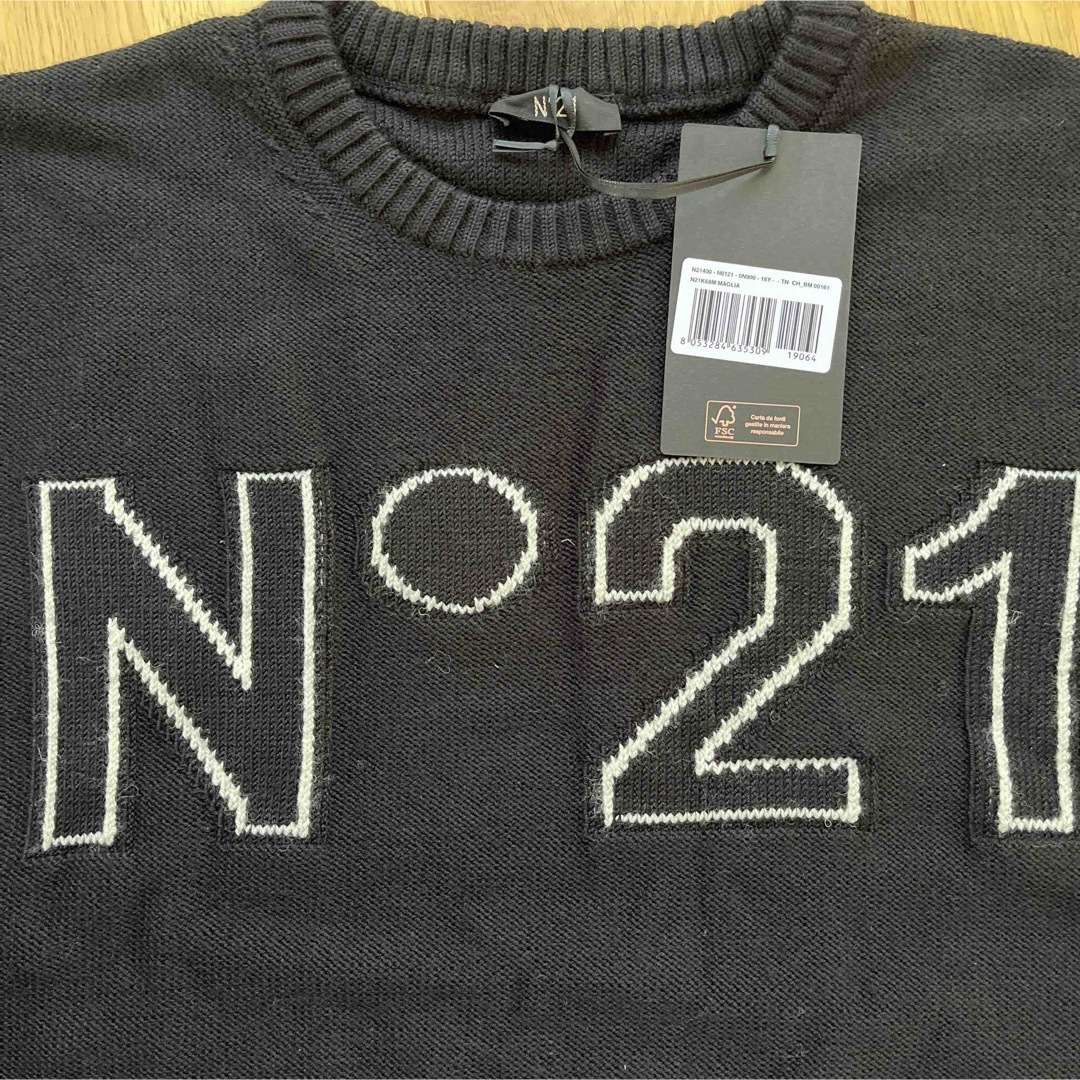 N°21
N21400 - N0121 - 0N900 - 16Y - - TN CH_BM 00161
N21K68M MAGLIA
8 053284 635309
19064
FSC
Carta da fonti
gestite in maniera
responsabile
N°21